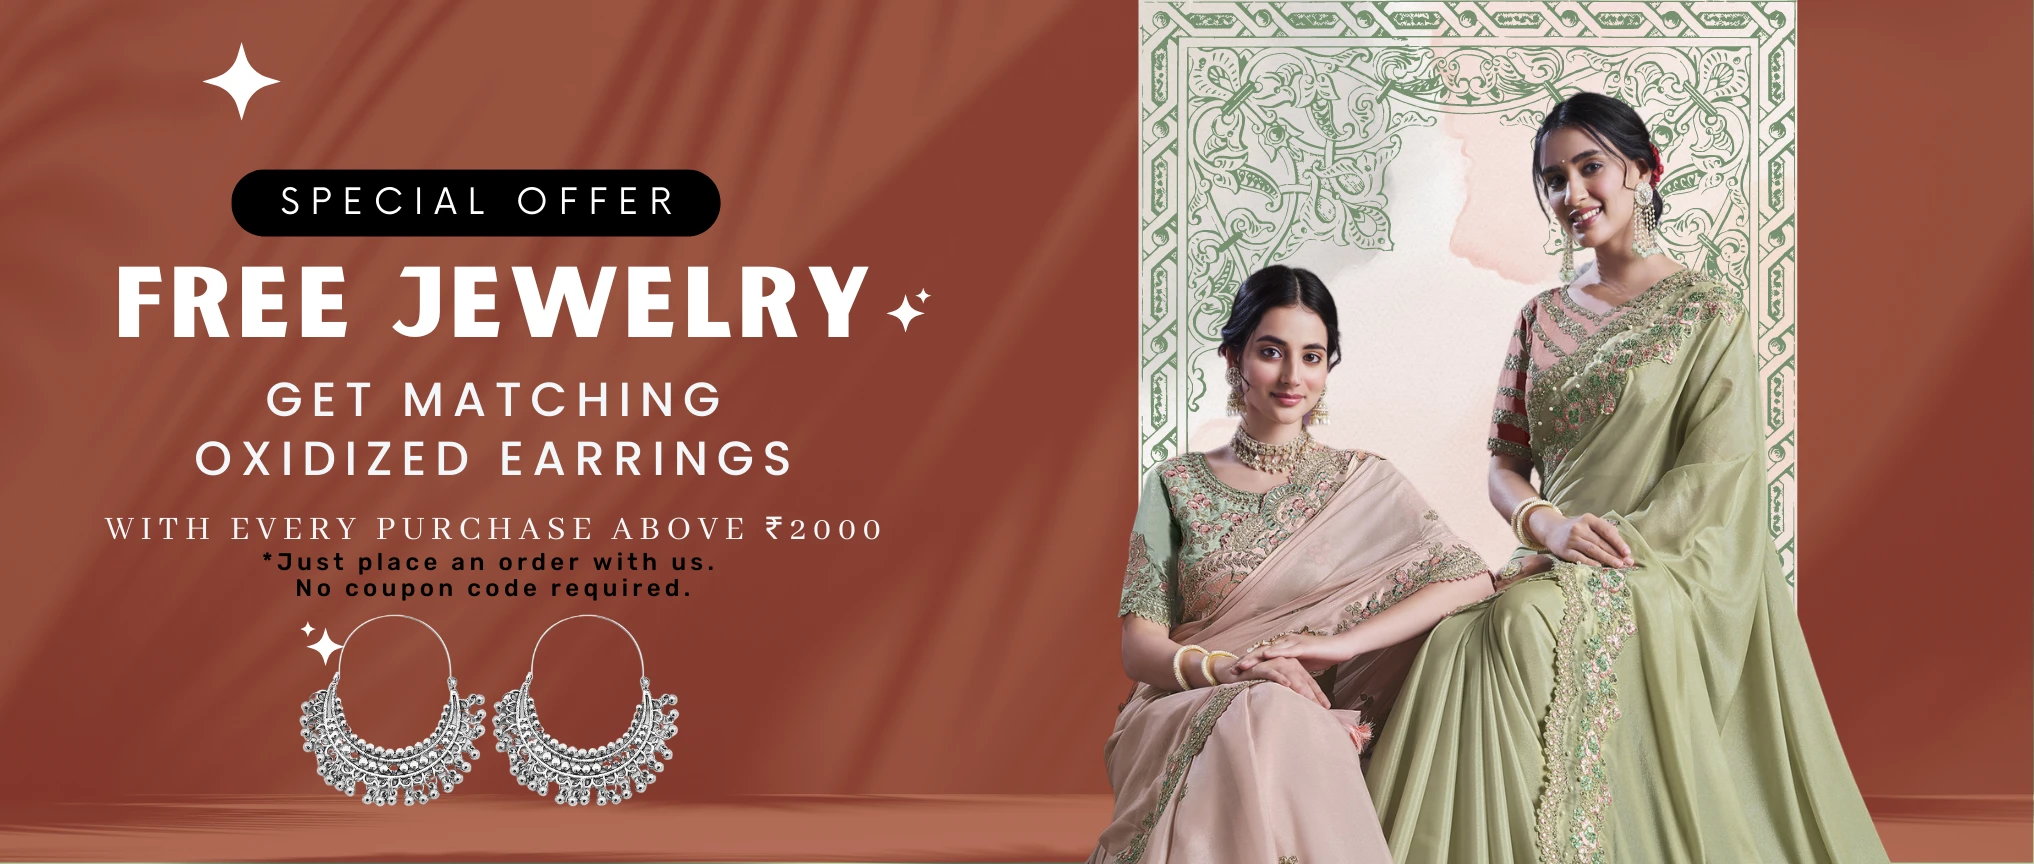 SPECIAL OFFER
FREE JEWELRY
GET MATCHING
OXIDIZED EARRINGS
WITH EVERY PURCHASE ABOVE ₹2000
*Just place an order with us.
No coupon code required.